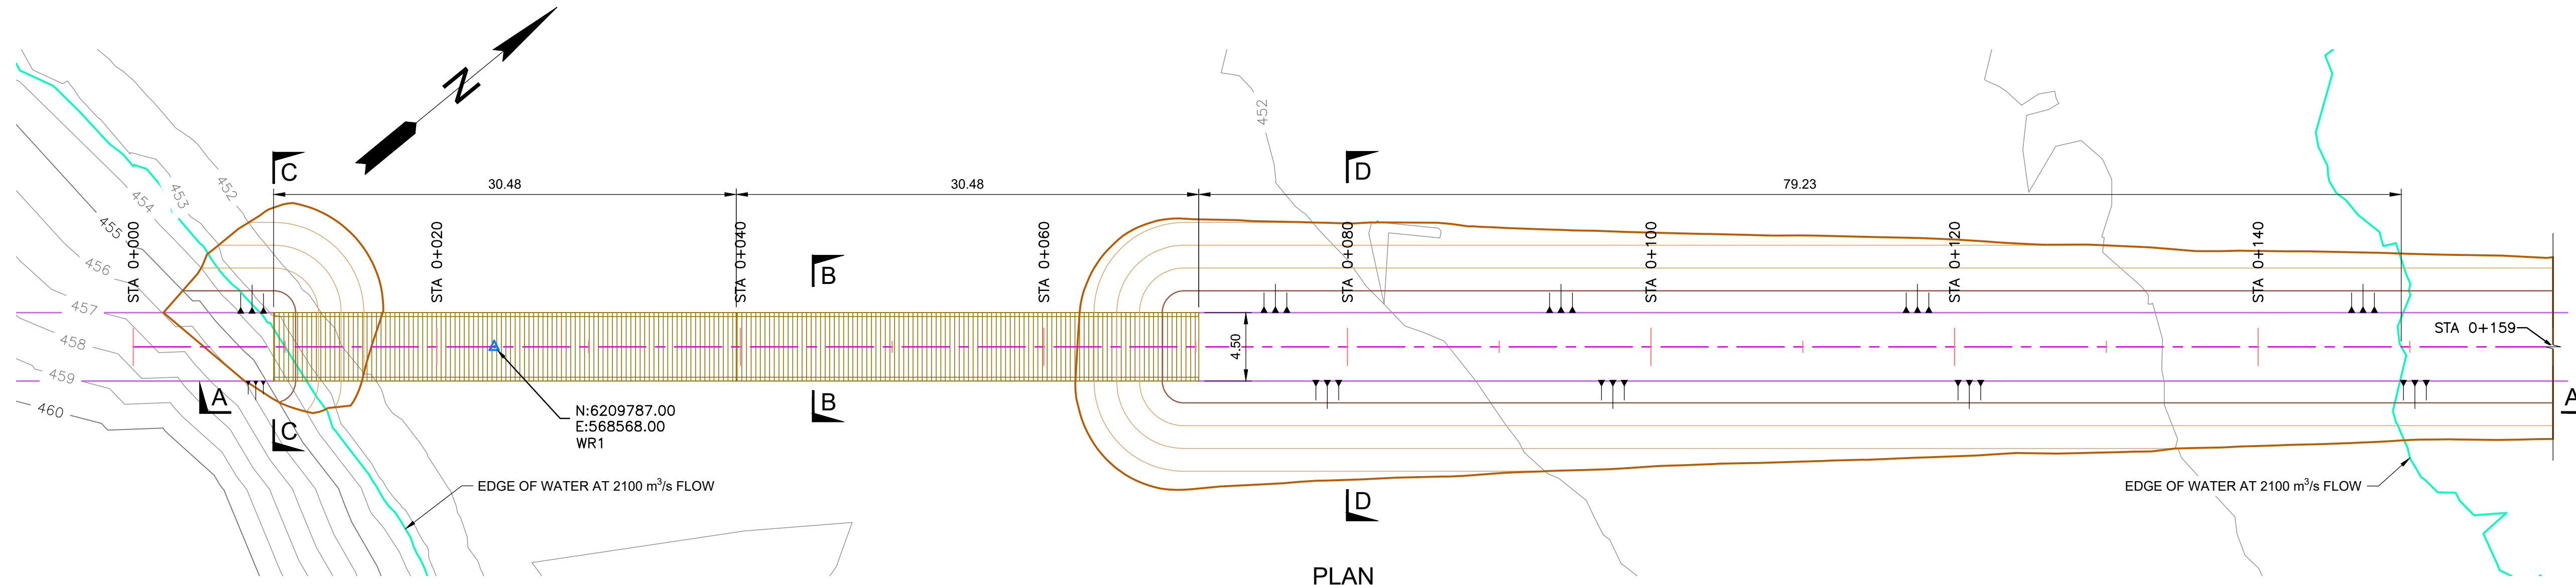 N
C
D
30.48
30.48
79.23
452
452
453
454
455
456
457
458
459
460
STA 0+000
STA 0+020
STA 0+040
STA 0+060
STA 0+080
STA 0+100
STA 0+120
STA 0+140
STA 0+159
B
4.50
A
B
A
C
N:6209787.00
E:568568.00
WR1
EDGE OF WATER AT 2100 m³/s FLOW
D
EDGE OF WATER AT 2100 m³/s FLOW
PLAN